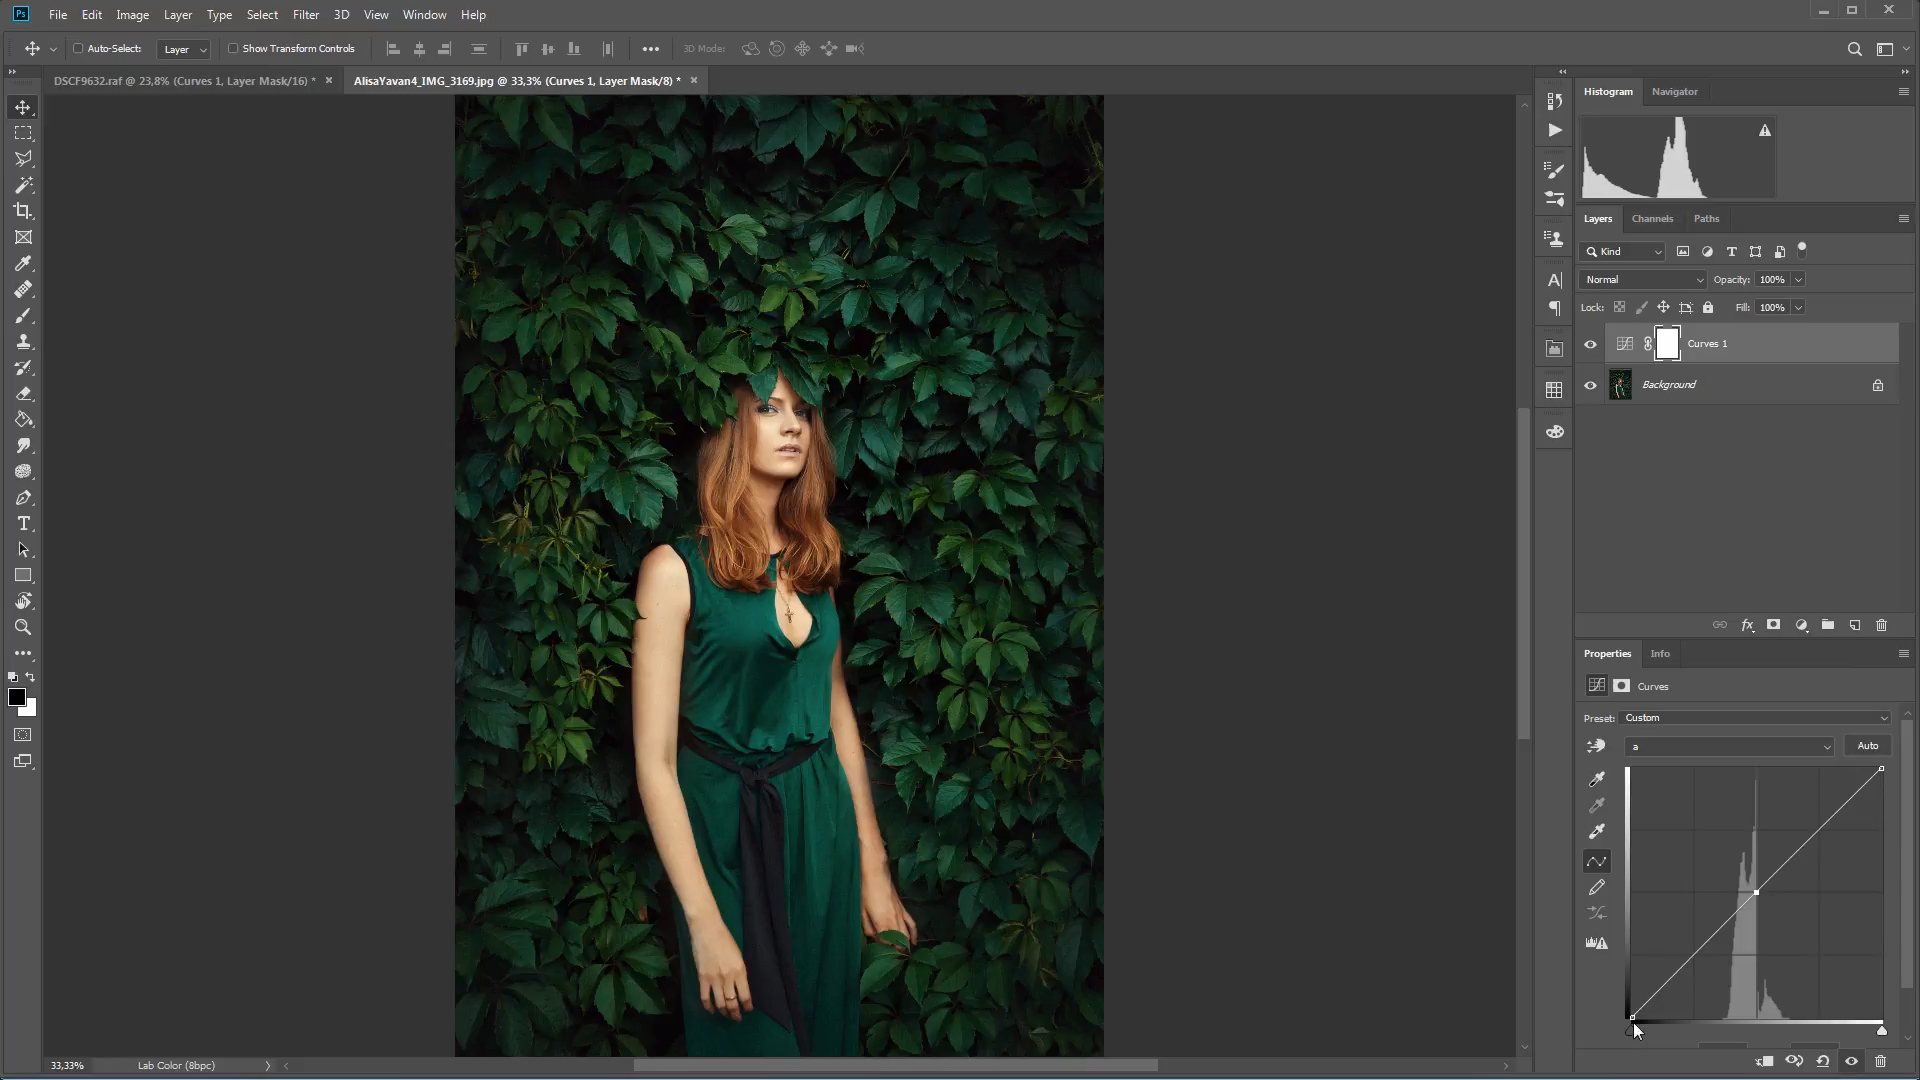 Ps File Edit Image Layer Type Select Filter 3D View Window Help
Auto-Select: Layer Show Transform Controls 3D Mode:
DSCF9632.raf @ 23,8% (Curves 1, Layer Mask/16) * × AlisaYavan4_IMG_3169.jpg @ 33,3% (Curves 1, Layer Mask/8) * ×
Histogram Navigator
Layers Channels Paths
Kind
Normal Opacity: 100%
Lock: Fill: 100%
Curves 1
Background
fx
Properties Info
Curves
Preset: Custom
a Auto
33,33% Lab Color (8bpc)